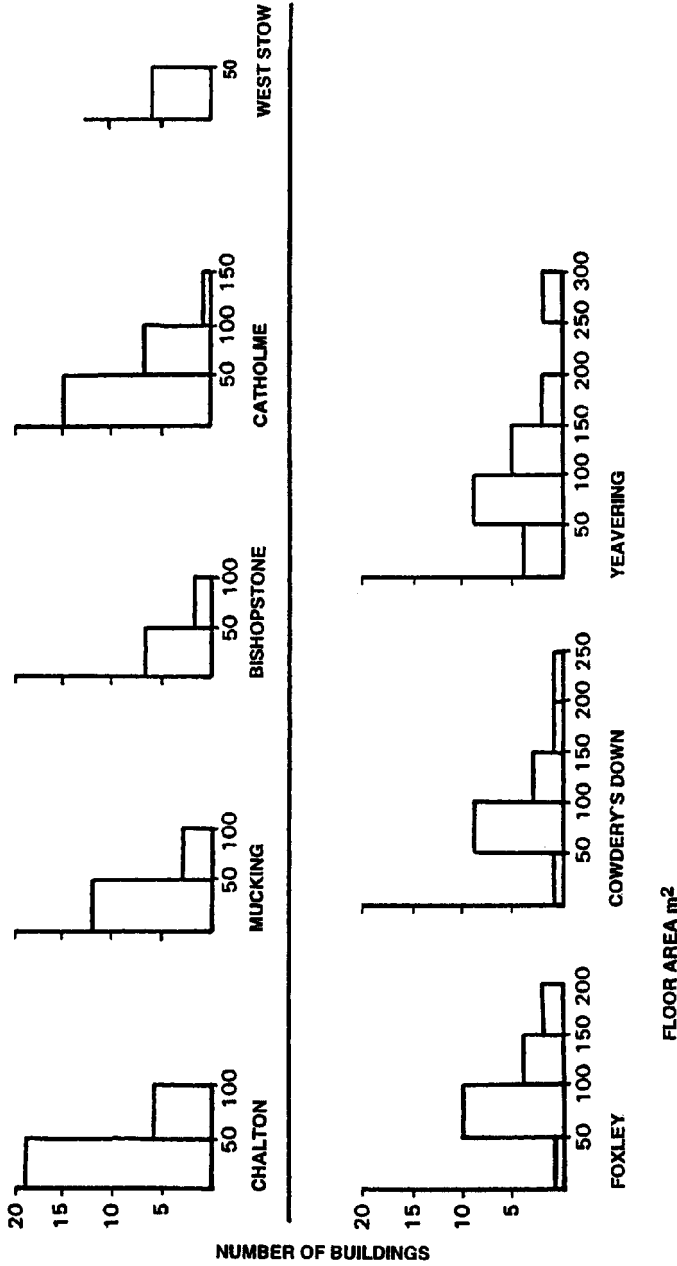 NUMBER OF BUILDINGS
20 15 10 5
50 100
CHALTON
50 100
MUCKING
50 100
BISHOPSTONE
50 100 150
CATHOLME
50
WEST STOW
20 15 10 5
50 100 150 200
FOXLEY
50 100 150 200 250
COWDERY'S DOWN
50 100 150 200 250 300
YEAVERING
FLOOR AREA m²